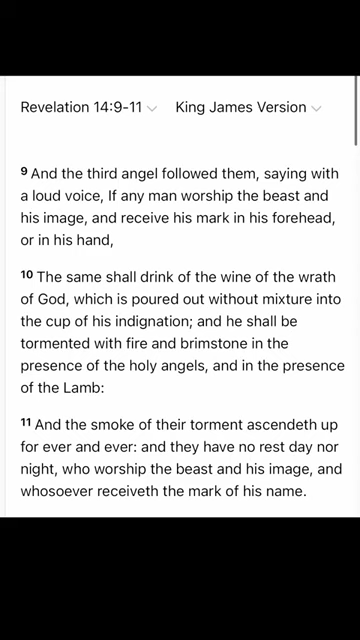 Revelation 14:9-11 King James Version
9 And the third angel followed them, saying with
a loud voice, If any man worship the beast and
his image, and receive his mark in his forehead,
or in his hand,
10 The same shall drink of the wine of the wrath
of God, which is poured out without mixture into
the cup of his indignation; and he shall be
tormented with fire and brimstone in the
presence of the holy angels, and in the presence
of the Lamb:
11 And the smoke of their torment ascendeth up
for ever and ever: and they have no rest day nor
night, who worship the beast and his image, and
whosoever receiveth the mark of his name.